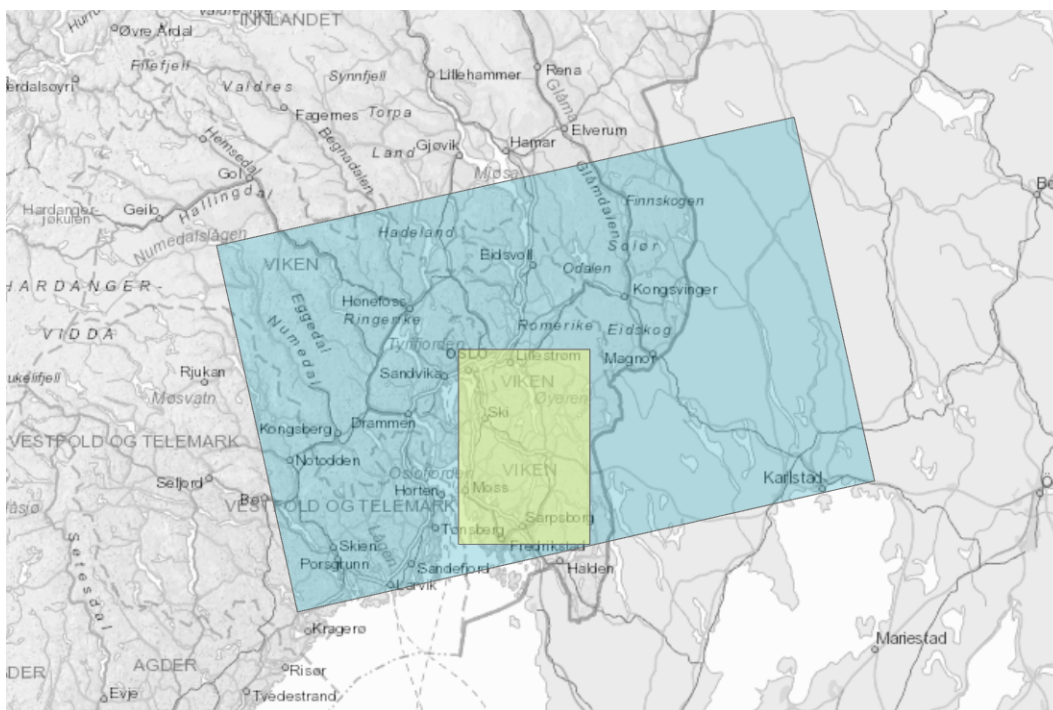 INNLANDET
Øvre Årdal
Filefjell
Synnfjell
Lillehammer
Rena
Glåma
Valdres
Fagernes
Torpa
Begnadalen
Land
Gjøvik
Hamar
Elverum
Mjøsa
Hemsedal
Gol
Hallingdal
Geilo
Hardanger-
jøkulen
Numedalslågen
Glåmdalen
Finnskogen
Solør
Hadeland
Eidsvoll
Odalen
VIKEN
HARDANGER-
VIDDA
Kongsvinger
Eggedal
Numedal
Hønefoss
Ringerike
Romerike
Eidskog
Tyrifjorden
Oslo
Lillestrøm
Magnor
Sandvika
VIKEN
Øyeren
Rjukan
Møsvatn
Ski
Drammen
Kongsberg
VESTFOLD OG TELEMARK
Notodden
Oslofjorden
VIKEN
Karlstad
Seljord
Horten
Moss
Bø
VESTFOLD OG TELEMARK
Lågen
Tønsberg
Sarpsborg
Setesdal
Skien
Fredrikstad
Porsgrunn
Sandefjord
Halden
Larvik
Kragerø
Mariestad
AGDER
Risør
Evje
Tvedestrand